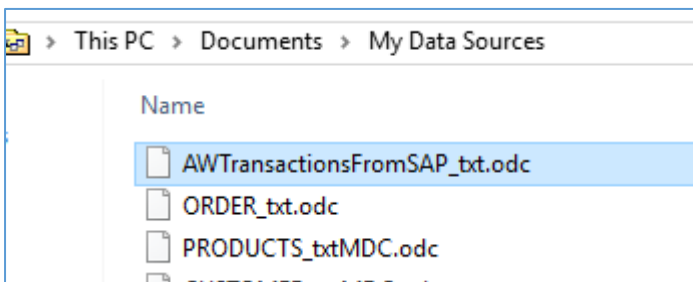 This PC > Documents > My Data Sources
Name
AWTransactionsFromSAP_txt.odc
ORDER_txt.odc
PRODUCTS_txtMDC.odc